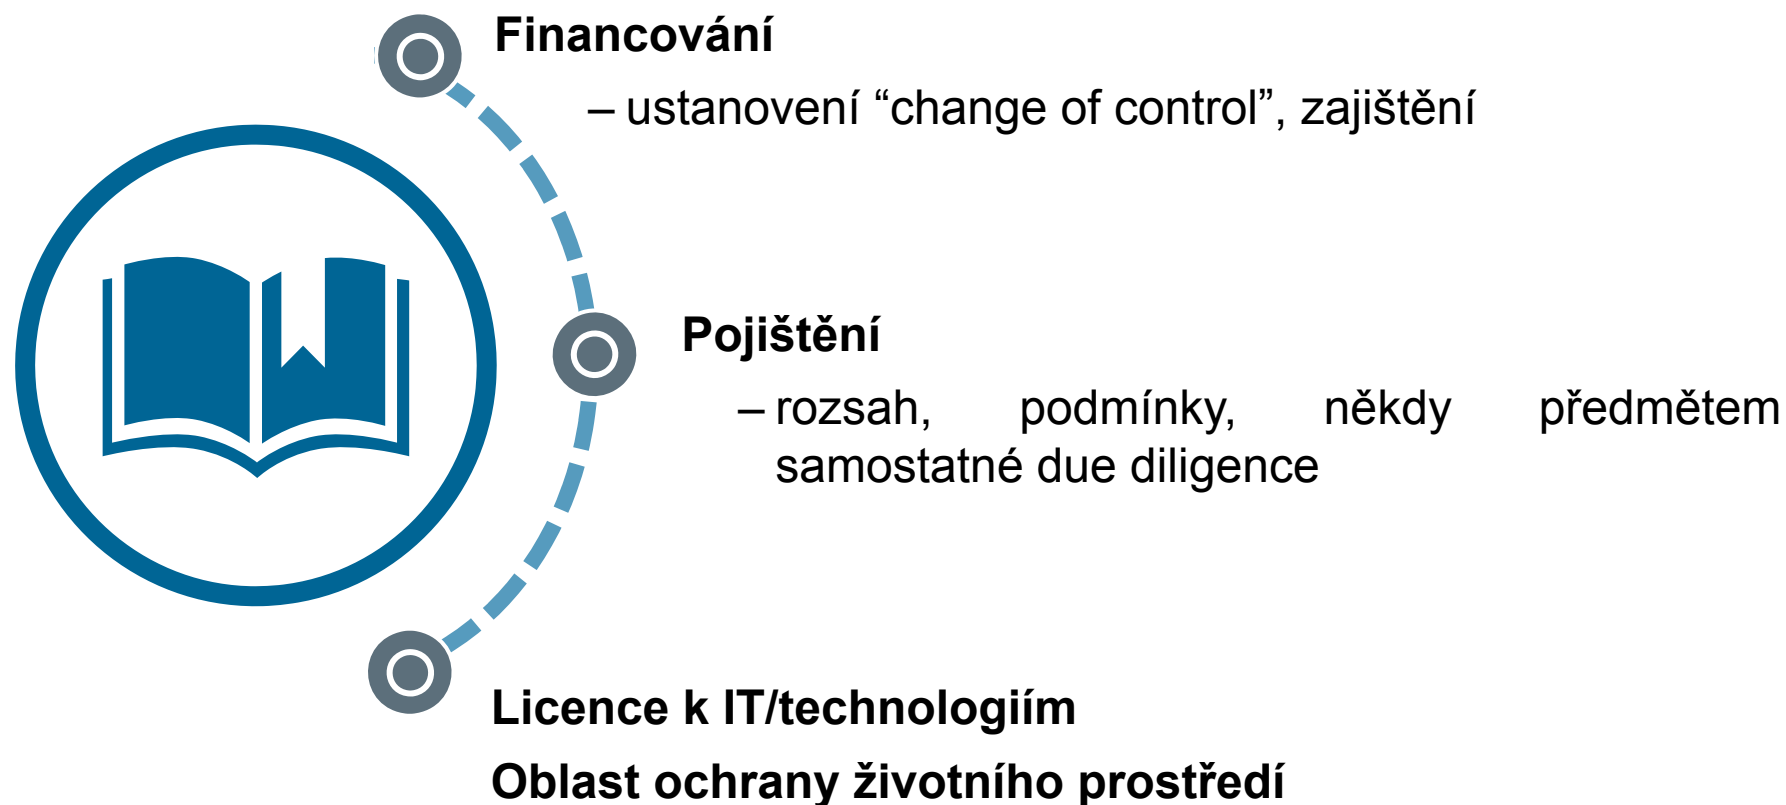 Financování
– ustanovení “change of control”, zajištění
Pojištění
– rozsah, podmínky, někdy předmětem
samostatné due diligence
Licence k IT/technologiím
Oblast ochrany životního prostředí